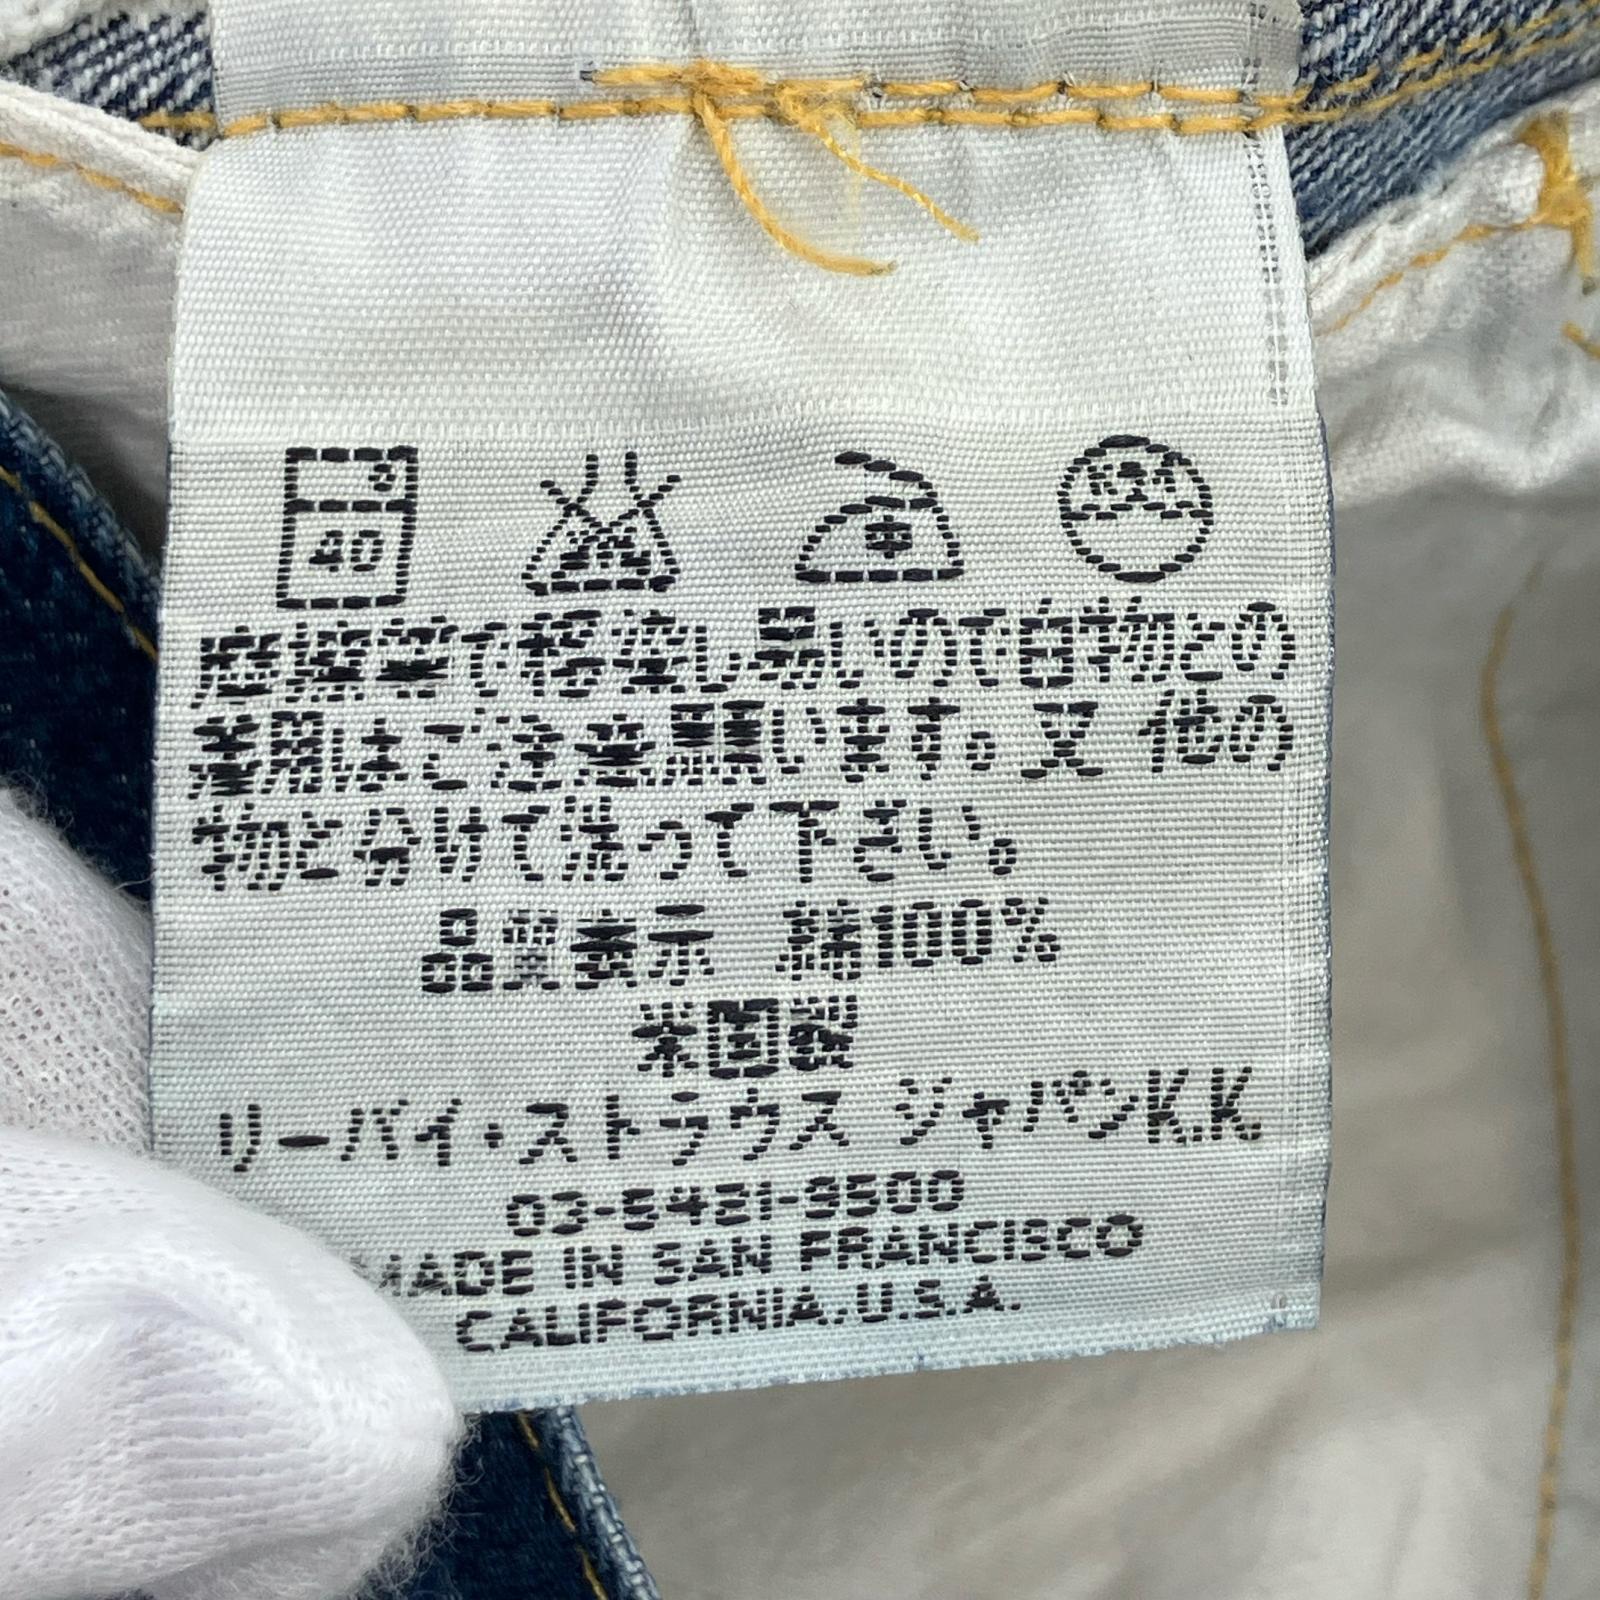 40
摩擦等で移染し易いので白物との
着用はご注意願います。又他の
物と分けて洗って下さい。
品質表示 綿100%
米国製
リーバイ・ストラウス ジャパンK.K.
03-5421-9500
MADE IN SAN FRANCISCO
CALIFORNIA,U.S.A.